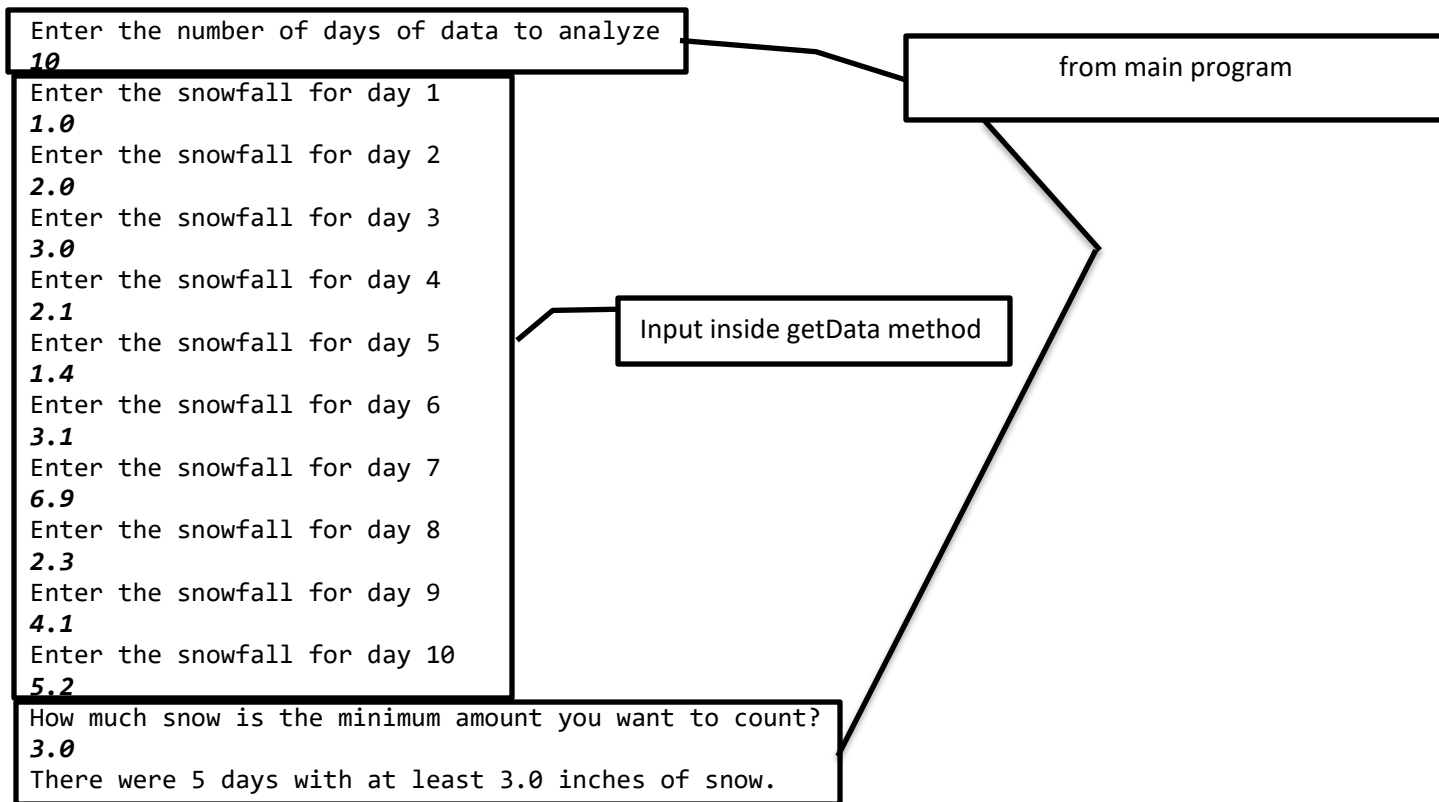 Enter the number of days of data to analyze
10
from main program
Enter the snowfall for day 1
1.0
Enter the snowfall for day 2
2.0
Enter the snowfall for day 3
3.0
Enter the snowfall for day 4
2.1
Enter the snowfall for day 5
1.4
Enter the snowfall for day 6
3.1
Enter the snowfall for day 7
6.9
Enter the snowfall for day 8
2.3
Enter the snowfall for day 9
4.1
Enter the snowfall for day 10
5.2
Input inside getData method
How much snow is the minimum amount you want to count?
3.0
There were 5 days with at least 3.0 inches of snow.